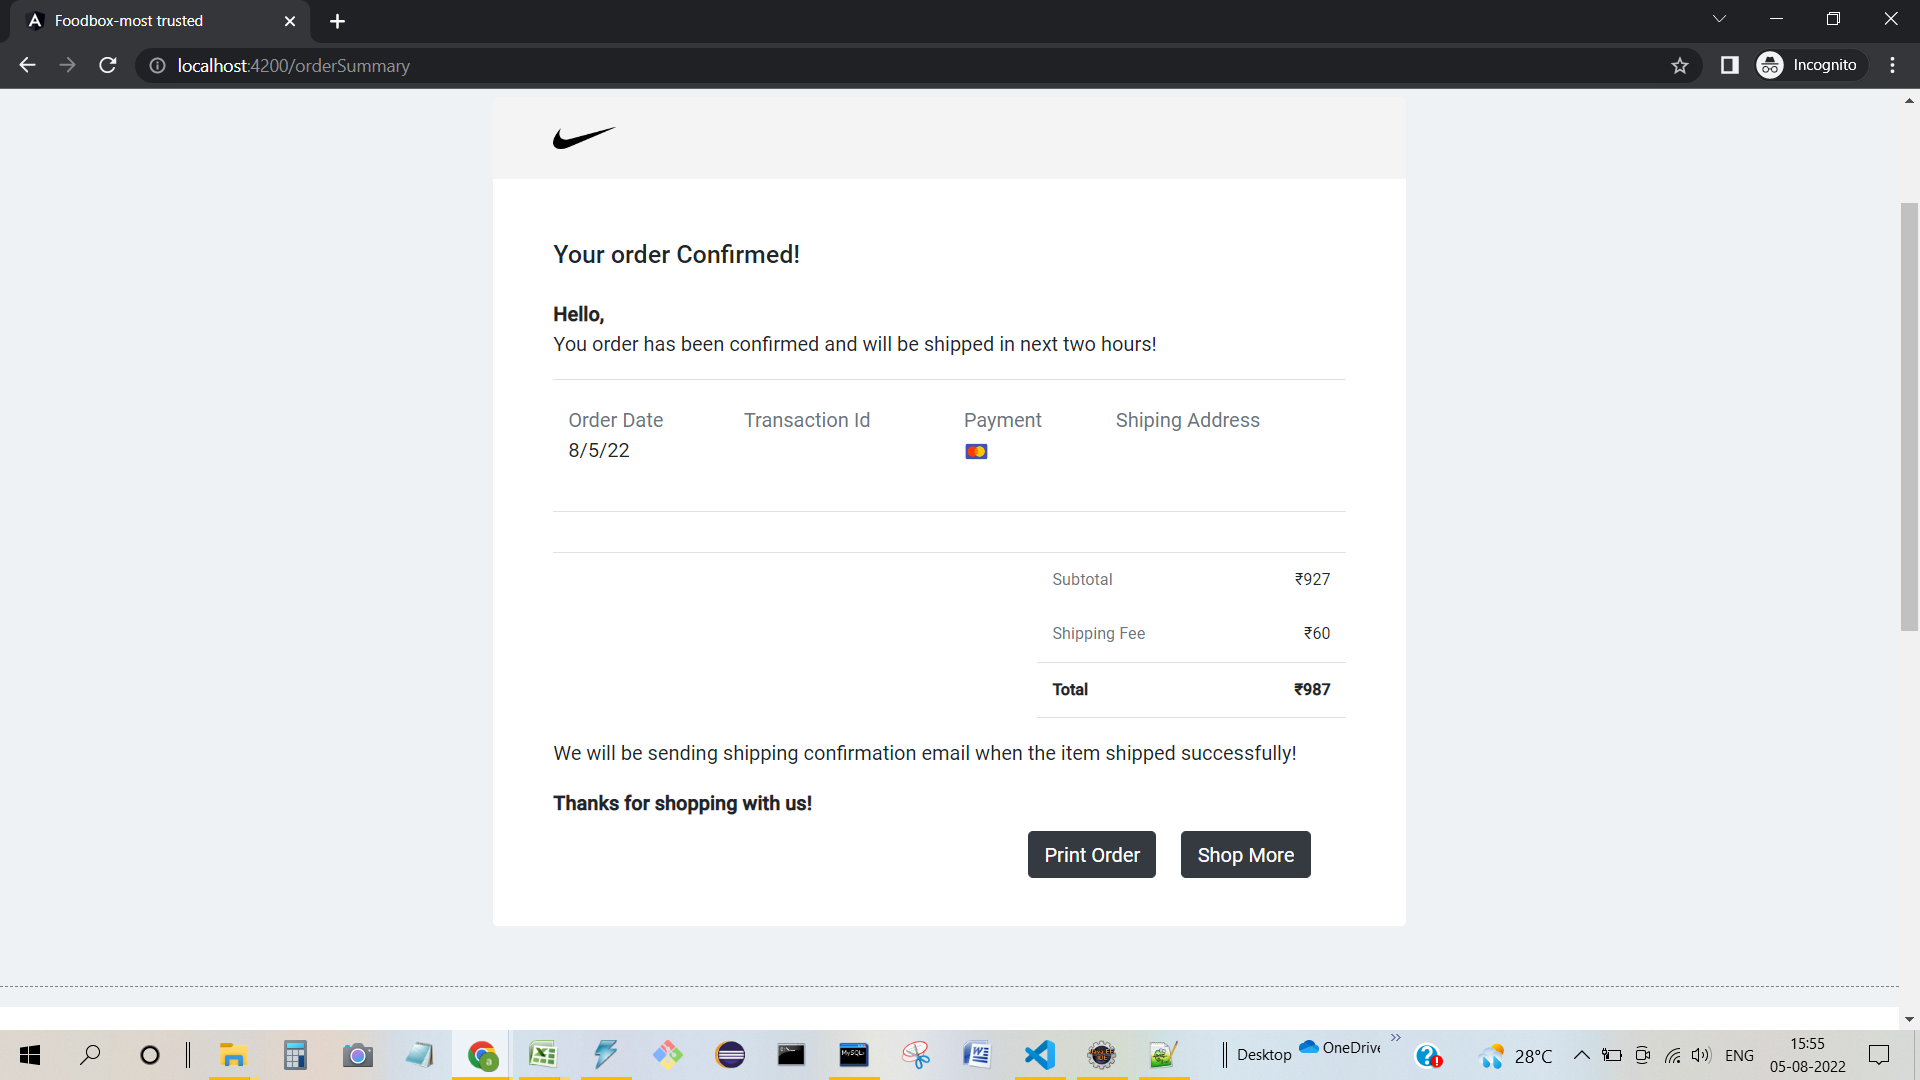 Foodbox-most trusted
localhost:4200/orderSummary
Incognito
Your order Confirmed!
Hello,
You order has been confirmed and will be shipped in next two hours!
Order Date Transaction Id Payment Shiping Address
8/5/22
Subtotal ₹927
Shipping Fee ₹60
Total ₹987
We will be sending shipping confirmation email when the item shipped successfully!
Thanks for shopping with us!
Print Order Shop More
Desktop OneDrive 28°C ENG 15:55
05-08-2022